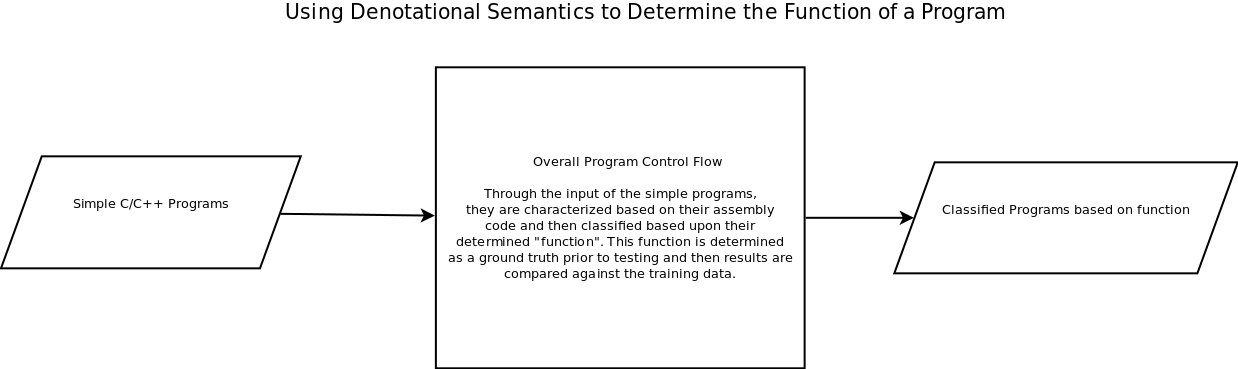 Using Denotational Semantics to Determine the Function of a Program
Simple C/C++ Programs
Overall Program Control Flow
Through the input of the simple programs,
they are characterized based on their assembly
code and then classified based upon their
determined "function". This function is determined
as a ground truth prior to testing and then results are
compared against the training data.
Classified Programs based on function